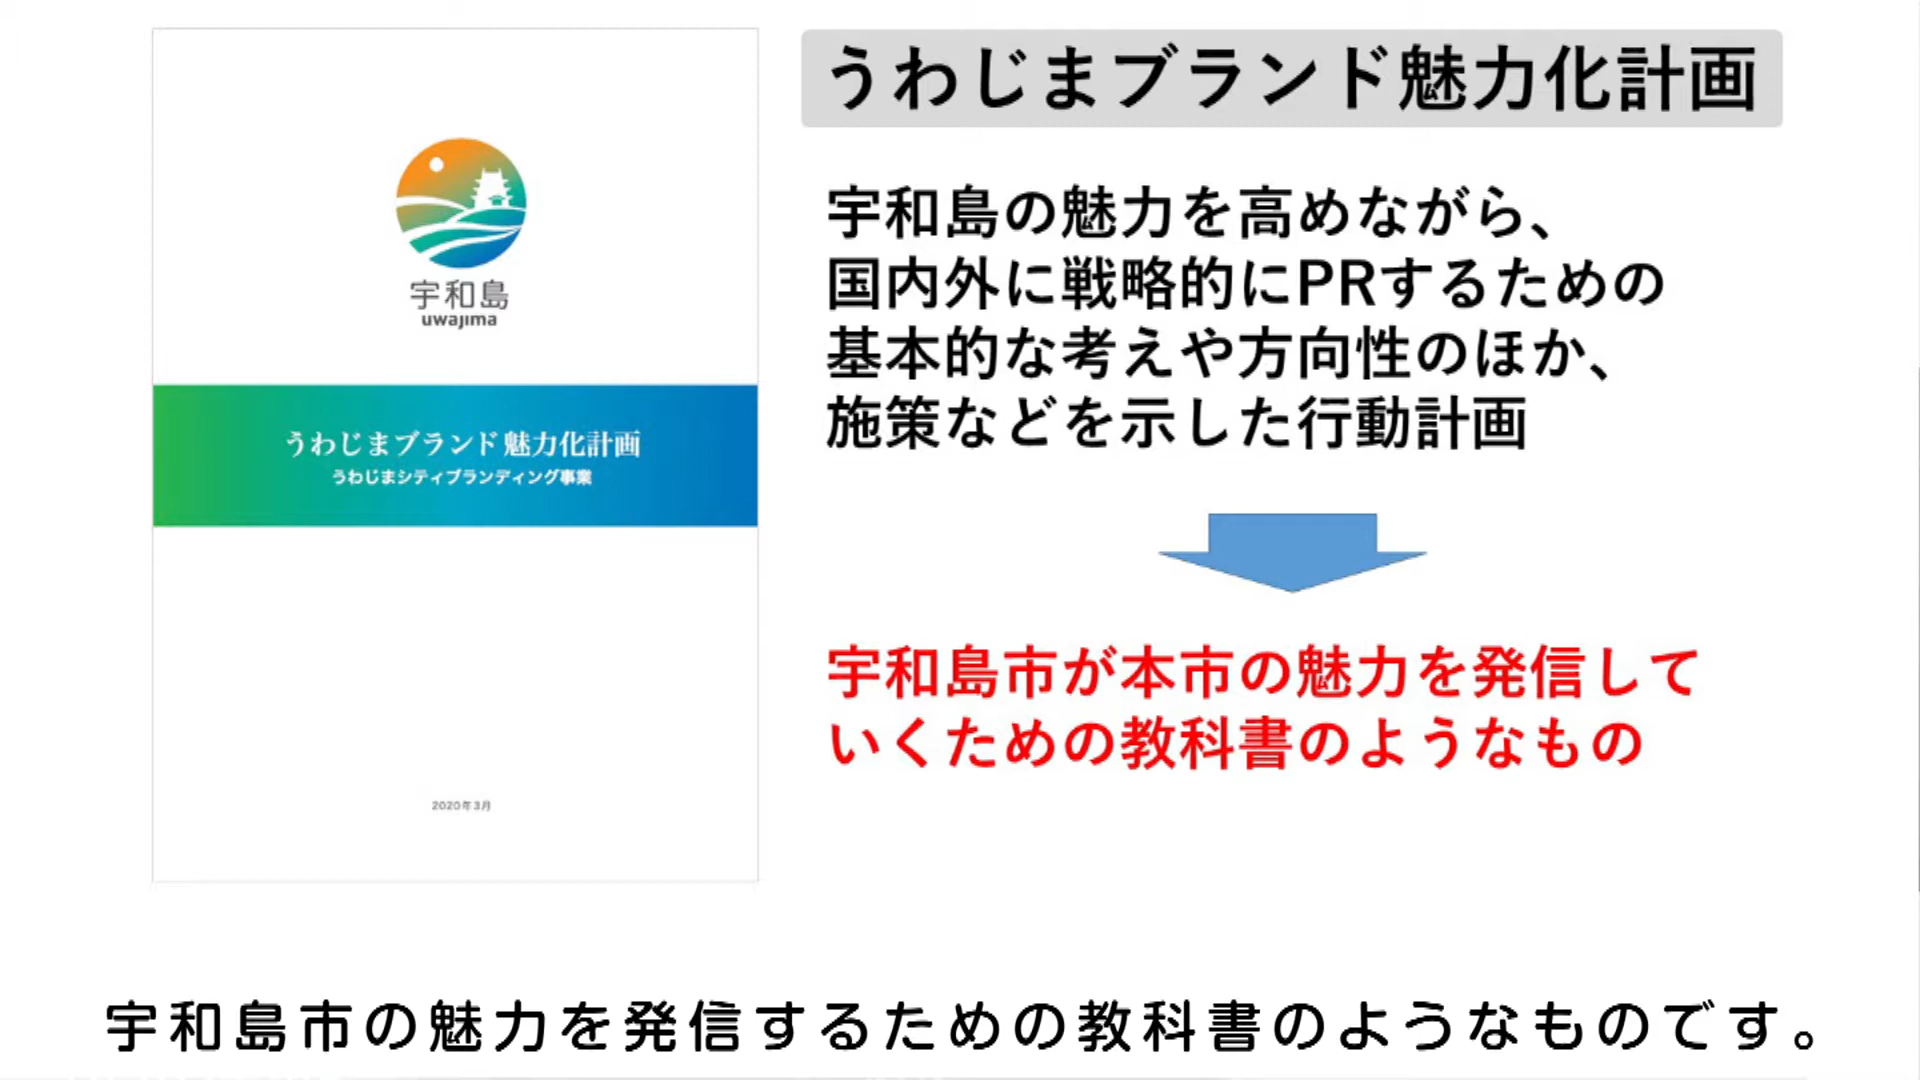 宇和島
uwajima
うわじまブランド魅力化計画
うわじまシティブランディング事業
2020年3月
うわじまブランド魅力化計画
宇和島の魅力を高めながら、
国内外に戦略的にPRするための
基本的な考えや方向性のほか、
施策などを示した行動計画
宇和島市が本市の魅力を発信して
いくための教科書のようなもの
宇和島市の魅力を発信するための教科書のようなものです。